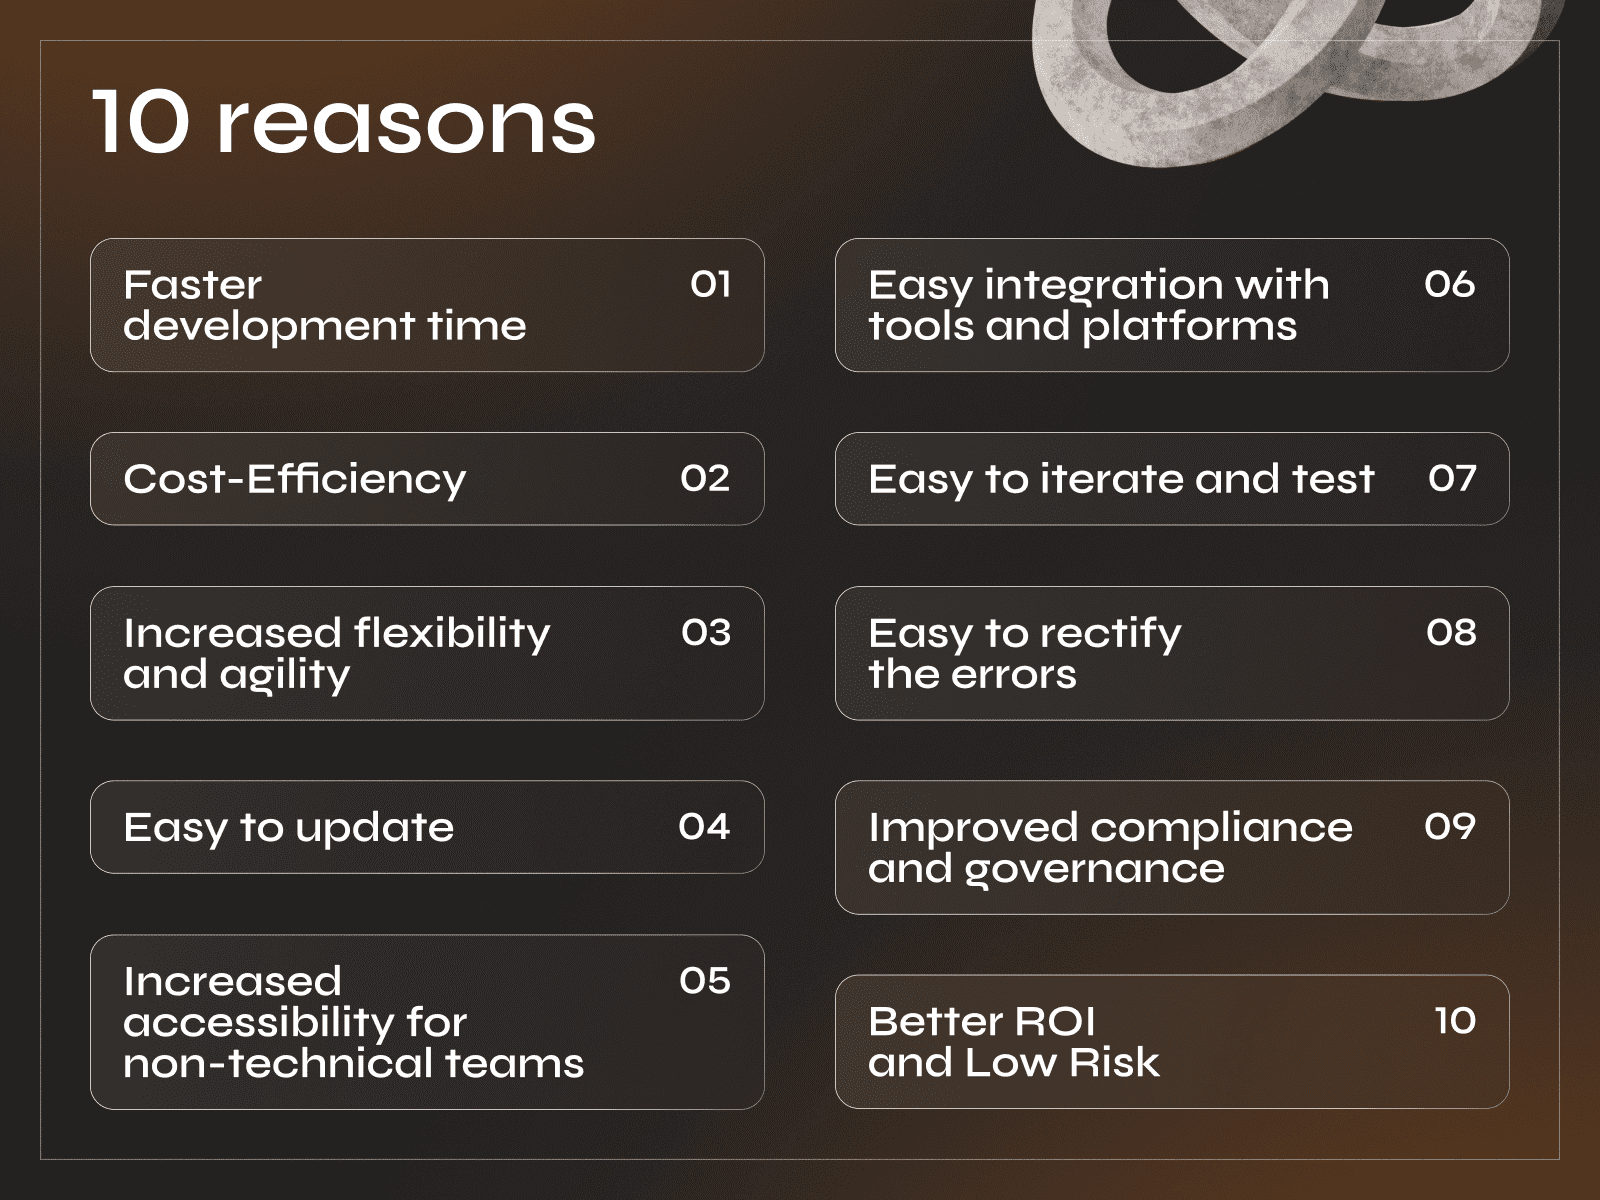 10 reasons
Faster
development time
01
Cost-Efficiency
02
Increased flexibility
and agility
03
Easy to update
04
Increased
accessibility for
non-technical teams
05
Easy integration with
tools and platforms
06
Easy to iterate and test
07
Easy to rectify
the errors
08
Improved compliance
and governance
09
Better ROI
and Low Risk
10